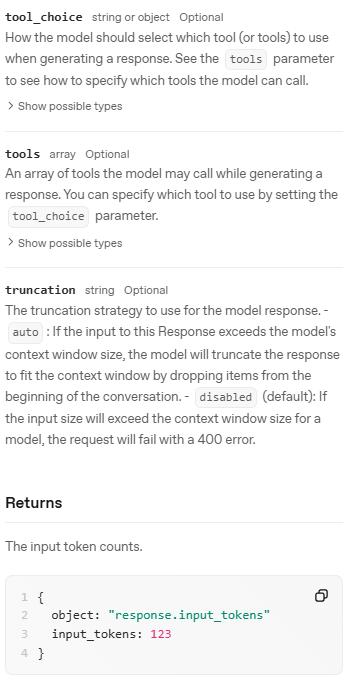 tool_choice string or object Optional
How the model should select which tool (or tools) to use
when generating a response. See the tools parameter
to see how to specify which tools the model can call.
Show possible types
tools array Optional
An array of tools the model may call while generating a
response. You can specify which tool to use by setting the
tool_choice parameter.
Show possible types
truncation string Optional
The truncation strategy to use for the model response. -
auto : If the input to this Response exceeds the model's
context window size, the model will truncate the response
to fit the context window by dropping items from the
beginning of the conversation. - disabled (default): If
the input size will exceed the context window size for a
model, the request will fail with a 400 error.
Returns
The input token counts.
1 {
2 object: "response.input_tokens"
3 input_tokens: 123
4 }